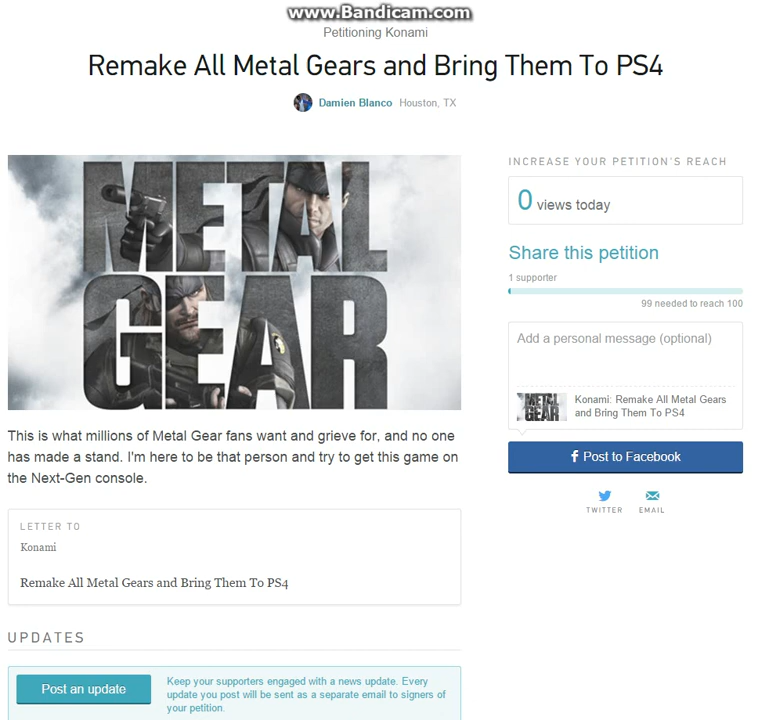 www.Bandicam.com
Petitioning Konami
Remake All Metal Gears and Bring Them To PS4
Damien Blanco Houston, TX
METAL
GEAR
This is what millions of Metal Gear fans want and grieve for, and no one
has made a stand. I'm here to be that person and try to get this game on
the Next-Gen console.
LETTER TO
Konami
Remake All Metal Gears and Bring Them To PS4
UPDATES
Post an update
Keep your supporters engaged with a news update. Every
update you post will be sent as a separate email to signers of
your petition.
INCREASE YOUR PETITION'S REACH
0 views today
Share this petition
1 supporter
99 needed to reach 100
Add a personal message (optional)
METAL
GEAR
Konami: Remake All Metal Gears
and Bring Them To PS4
f Post to Facebook
TWITTER EMAIL